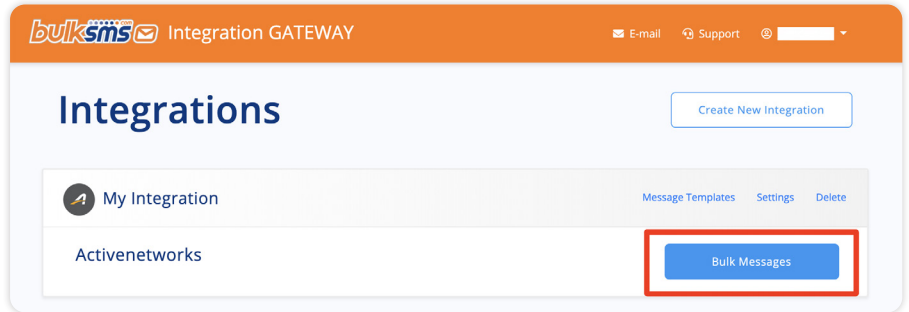 bulksms.com Integration GATEWAY
E-mail
Support
Integrations
Create New Integration
My Integration
Message Templates
Settings
Delete
Activenetworks
Bulk Messages